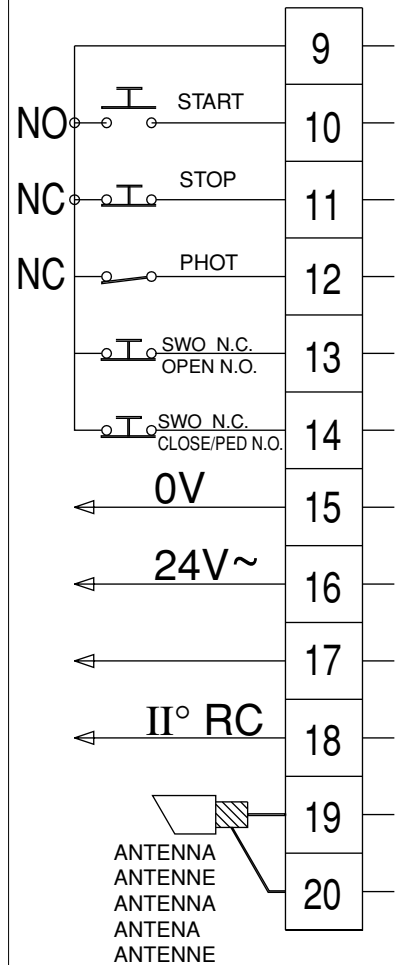 9
NO START 10
NC STOP 11
NC PHOT 12
SWO N.C.
OPEN N.O. 13
SWO N.C.
CLOSE/PED N.O. 14
0V 15
24V~ 16
17
II° RC 18
19
ANTENNA
ANTENNE 20
ANTENNA
ANTENA
ANTENNE